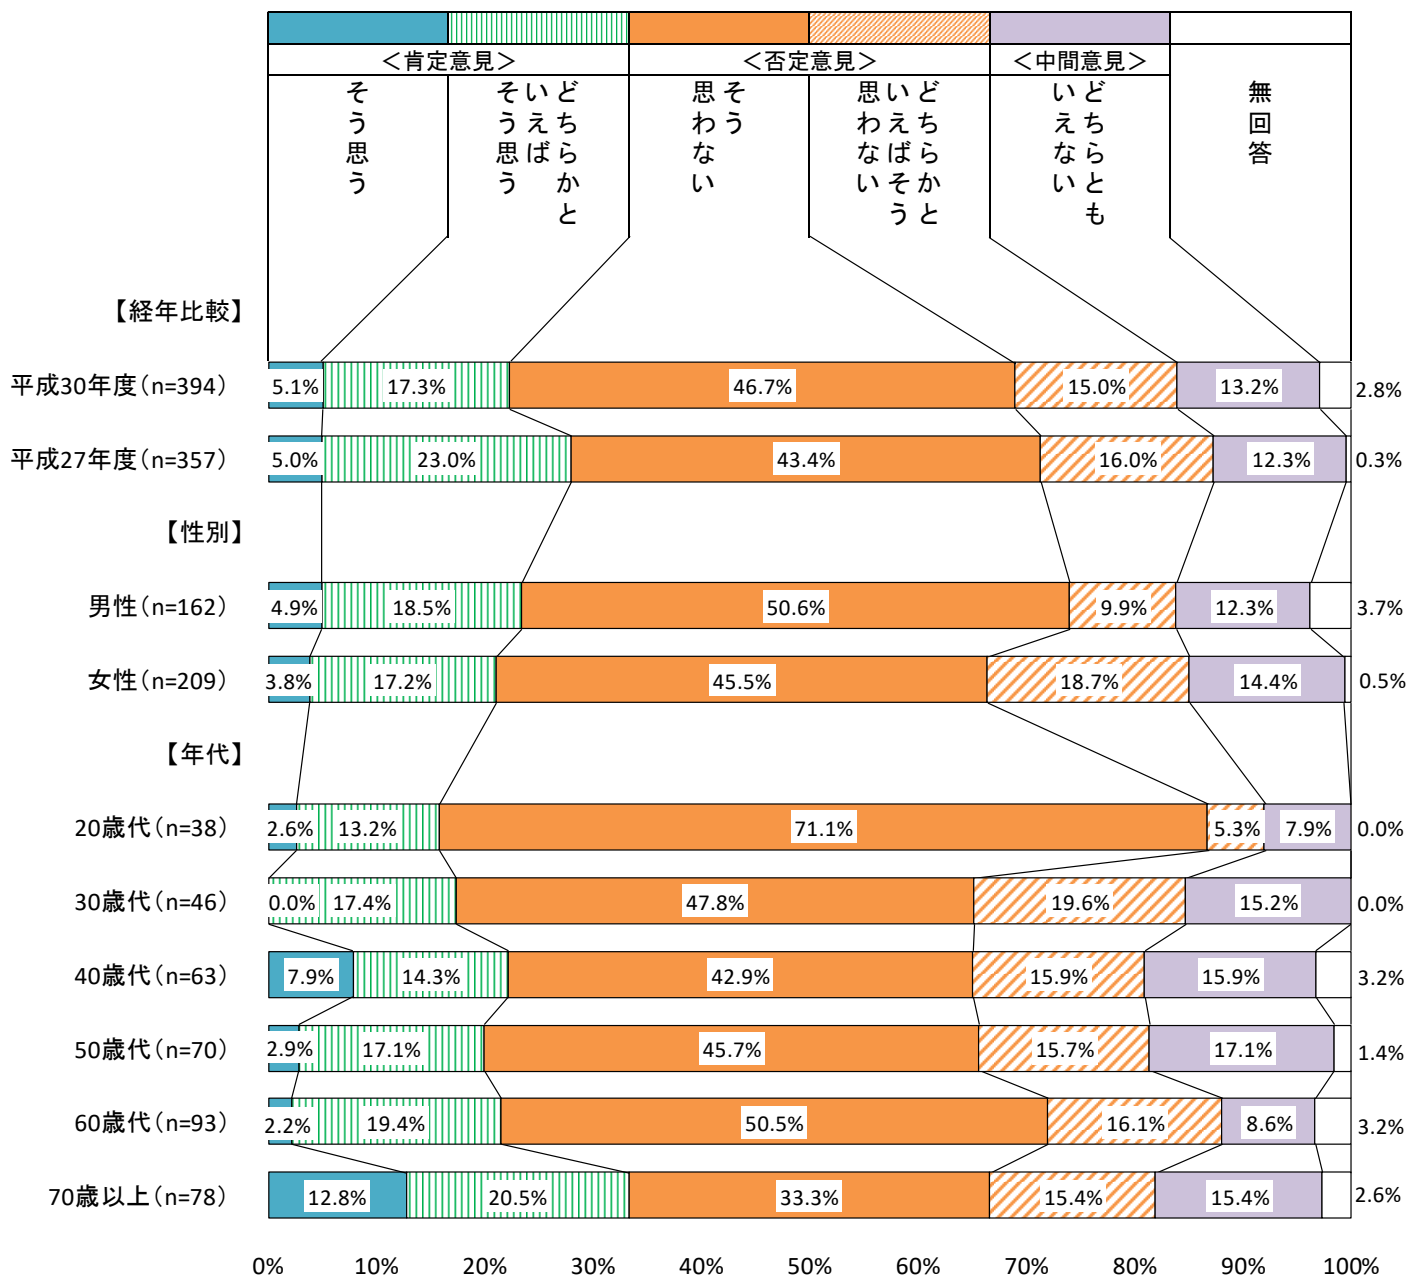 ＜肯定意見＞ ＜否定意見＞ ＜中間意見＞
そう思う
どちらかと
いえば
そう思う
そう
思わない
どちらかと
いえばそう
思わない
どちらとも
いえない
無回答
【経年比較】
平成30年度（n=394） 5.1% 17.3% 46.7% 15.0% 13.2% 2.8%
平成27年度（n=357） 5.0% 23.0% 43.4% 16.0% 12.3% 0.3%
【性別】
男性（n=162） 4.9% 18.5% 50.6% 9.9% 12.3% 3.7%
女性（n=209） 3.8% 17.2% 45.5% 18.7% 14.4% 0.5%
【年代】
20歳代（n=38） 2.6% 13.2% 71.1% 5.3% 7.9% 0.0%
30歳代（n=46） 0.0% 17.4% 47.8% 19.6% 15.2% 0.0%
40歳代（n=63） 7.9% 14.3% 42.9% 15.9% 15.9% 3.2%
50歳代（n=70） 2.9% 17.1% 45.7% 15.7% 17.1% 1.4%
60歳代（n=93） 2.2% 19.4% 50.5% 16.1% 8.6% 3.2%
70歳以上（n=78） 12.8% 20.5% 33.3% 15.4% 15.4% 2.6%
0% 10% 20% 30% 40% 50% 60% 70% 80% 90% 100%